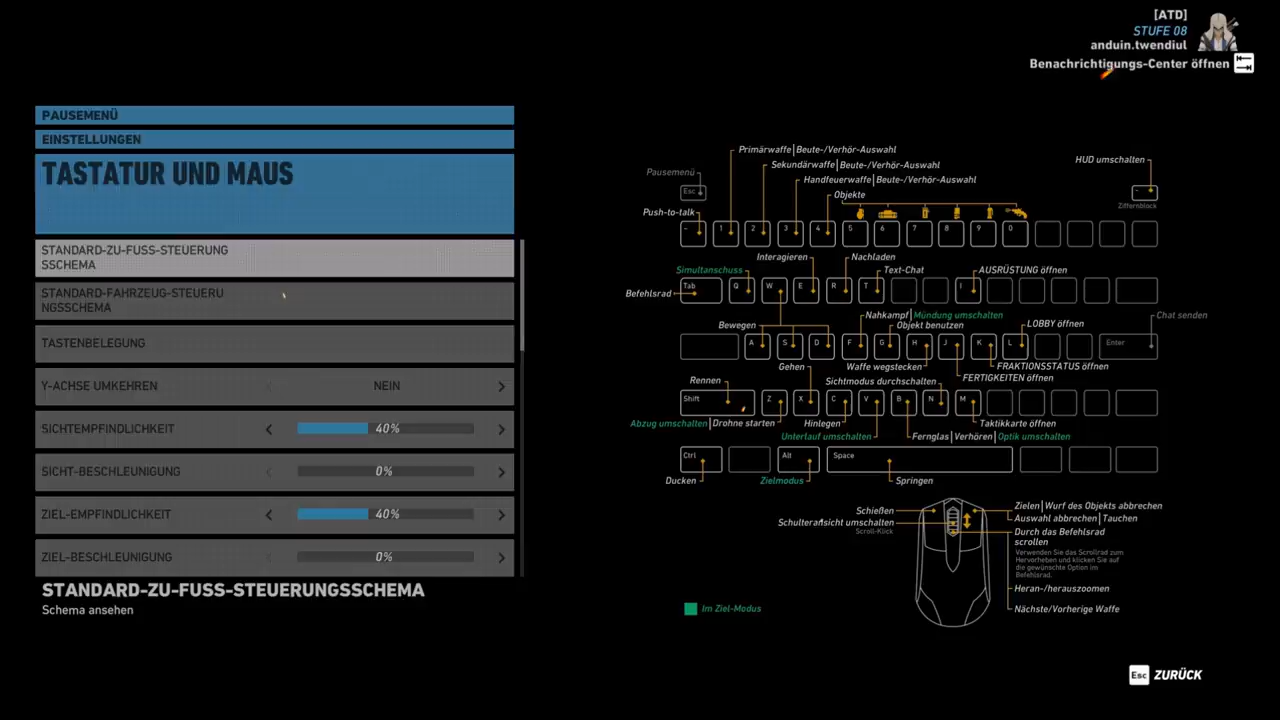 [ATD]
STUFE 08
anduin.twendiul
Benachrichtigungs-Center öffnen
PAUSEMENÜ
EINSTELLUNGEN
TASTATUR UND MAUS
STANDARD-ZU-FUSS-STEUERUNG
SSCHEMA
STANDARD-FAHRZEUG-STEUERU
NGSSCHEMA
TASTENBELEGUNG
Y-ACHSE UMKEHREN NEIN
SICHTEMPFINDLICHKEIT 40%
SICHT-BESCHLEUNIGUNG 0%
ZIEL-EMPFINDLICHKEIT 40%
ZIEL-BESCHLEUNIGUNG 0%
STANDARD-ZU-FUSS-STEUERUNGSSCHEMA
Schema ansehen
Primärwaffe|Beute-/Verhör-Auswahl
Sekundärwaffe|Beute-/Verhör-Auswahl
Handfeuerwaffe|Beute-/Verhör-Auswahl
Objekte
HUD umschalten
Pausemenü
Esc
-
Ziffernblock
Push-to-talk
~ 1 2 3 4 5 6 7 8 9 0
Interagieren Nachladen
Simultanschuss Text-Chat AUSRÜSTUNG öffnen
Befehlsrad Tab Q W E R T I
Nahkampf|Mündung umschalten Chat senden
Bewegen Objekt benutzen LOBBY öffnen
A S D F G H J K L Enter
Gehen Waffe wegstecken FRAKTIONSSTATUS öffnen
Rennen Sichtmodus durchschalten FERTIGKEITEN öffnen
Shift Z X C V B N M
Abzug umschalten|Drohne starten Hinlegen Taktikkarte öffnen
Unterlauf umschalten Fernglas|Verhören|Optik umschalten
Ctrl Alt Space
Ducken Zielmodus Springen
Schießen Zielen|Wurf des Objekts abbrechen
Schulteransicht umschalten Auswahl abbrechen|Tauchen
Scroll-Klick
Durch das Befehlsrad
scrollen
Verwenden Sie das Scrollrad zum
Hervorheben und klicken Sie auf
die gewünschte Option im
Befehlsrad.
Heran-/herauszoomen
Nächste/Vorherige Waffe
Im Ziel-Modus
Esc ZURÜCK